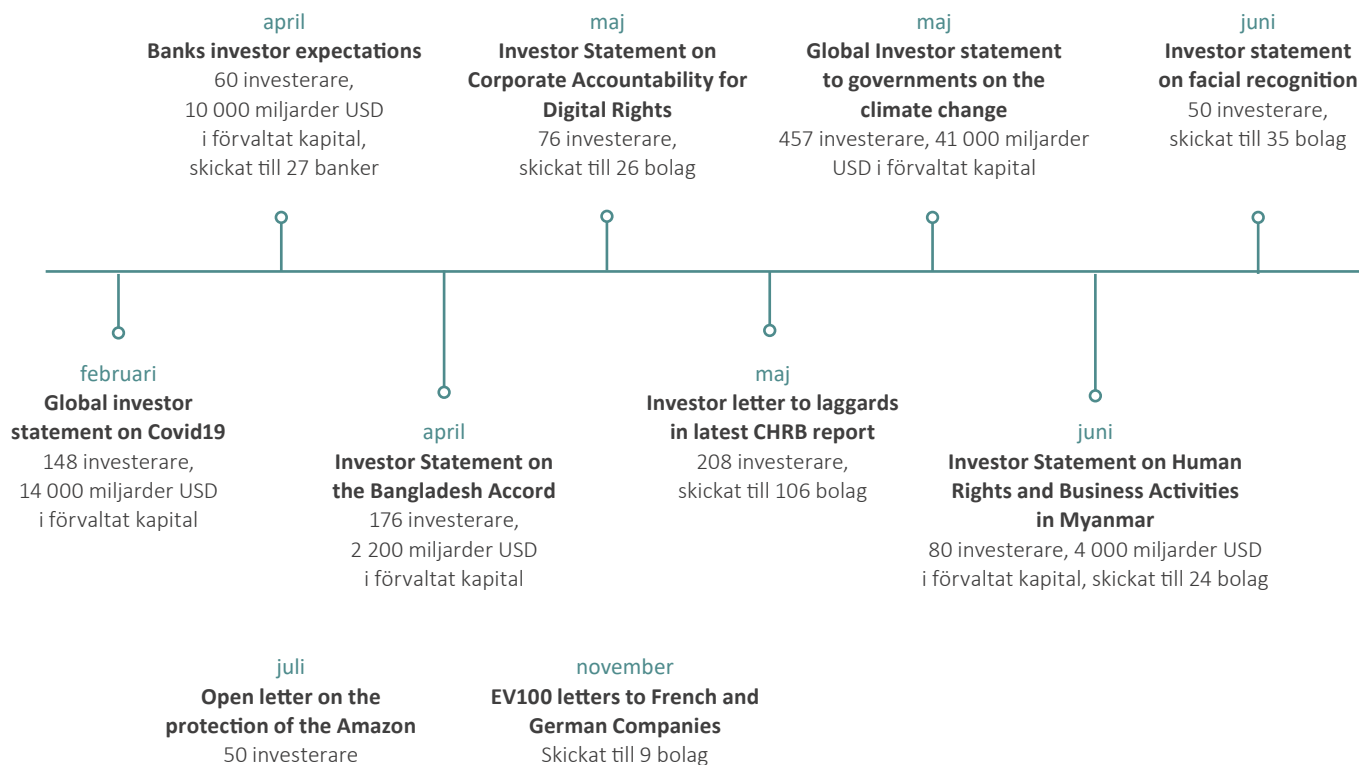 april
Banks investor expectations
60 investerare,
10 000 miljarder USD
i förvaltat kapital,
skickat till 27 banker
maj
Investor Statement on
Corporate Accountability for
Digital Rights
76 investerare,
skickat till 26 bolag
maj
Global Investor statement
to governments on the
climate change
457 investerare, 41 000 miljarder
USD i förvaltat kapital
juni
Investor statement
on facial recognition
50 investerare,
skickat till 35 bolag
februari
Global investor
statement on Covid19
148 investerare,
14 000 miljarder USD
i förvaltat kapital
april
Investor Statement on
the Bangladesh Accord
176 investerare,
2 200 miljarder USD
i förvaltat kapital
maj
Investor letter to laggards
in latest CHRB report
208 investerare,
skickat till 106 bolag
juni
Investor Statement on Human
Rights and Business Activities
in Myanmar
80 investerare, 4 000 miljarder USD
i förvaltat kapital, skickat till 24 bolag
juli
Open letter on the
protection of the Amazon
50 investerare
november
EV100 letters to French and
German Companies
Skickat till 9 bolag